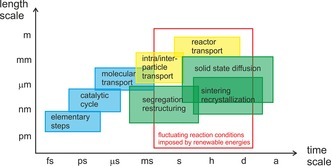 length
scale
m
mm
μm
nm
pm
reactor
transport
intra/inter-
particle
transport
solid state diffusion
molecular
transport
catalytic
cycle
segregation
restructuring
sintering
recrystallization
elementary
steps
fluctuating reaction conditions
imposed by renewable energies
fs ps μs ms s h d a
time
scale